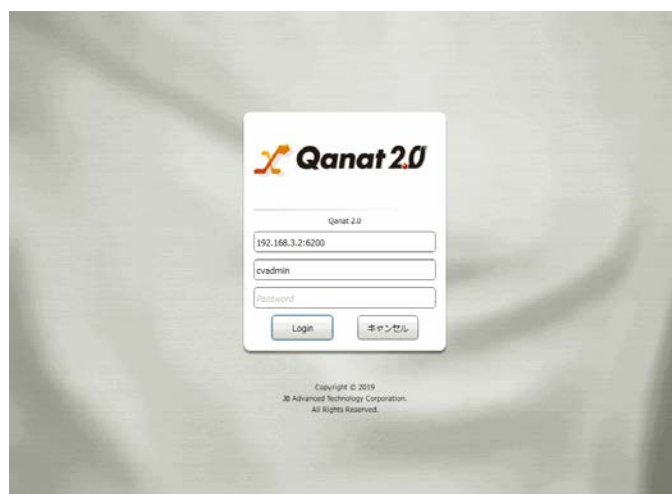 Qanat 2.0
Qanat 2.0
192.168.3.2:6200
cvadmin
Password
Login
キャンセル
Copyright © 2019
JB Advanced Technology Corporation.
All Rights Reserved.